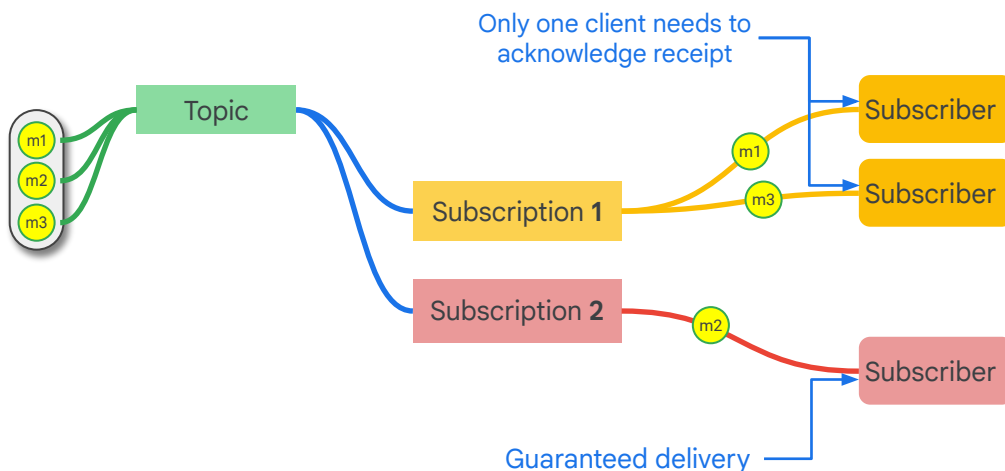 Only one client needs to
acknowledge receipt
Topic
Subscriber
m1
m2
m3
m1
Subscriber
m3
Subscription 1
Subscription 2
m2
Subscriber
Guaranteed delivery